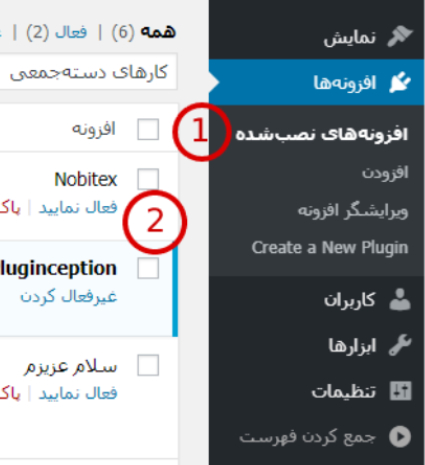 نمایش
افزونه‌ها
افزونه‌های نصب‌شده
افزودن
ویرایشگر افزونه
Create a New Plugin
کاربران
ابزارها
تنظیمات
جمع کردن فهرست
همه (6) | فعال (2) |
کارهای دسته‌جمعی
افزونه
1
Nobitex
فعال نمایید |
2
luginception
غیرفعال کردن
سلام عزیزم
فعال نمایید |